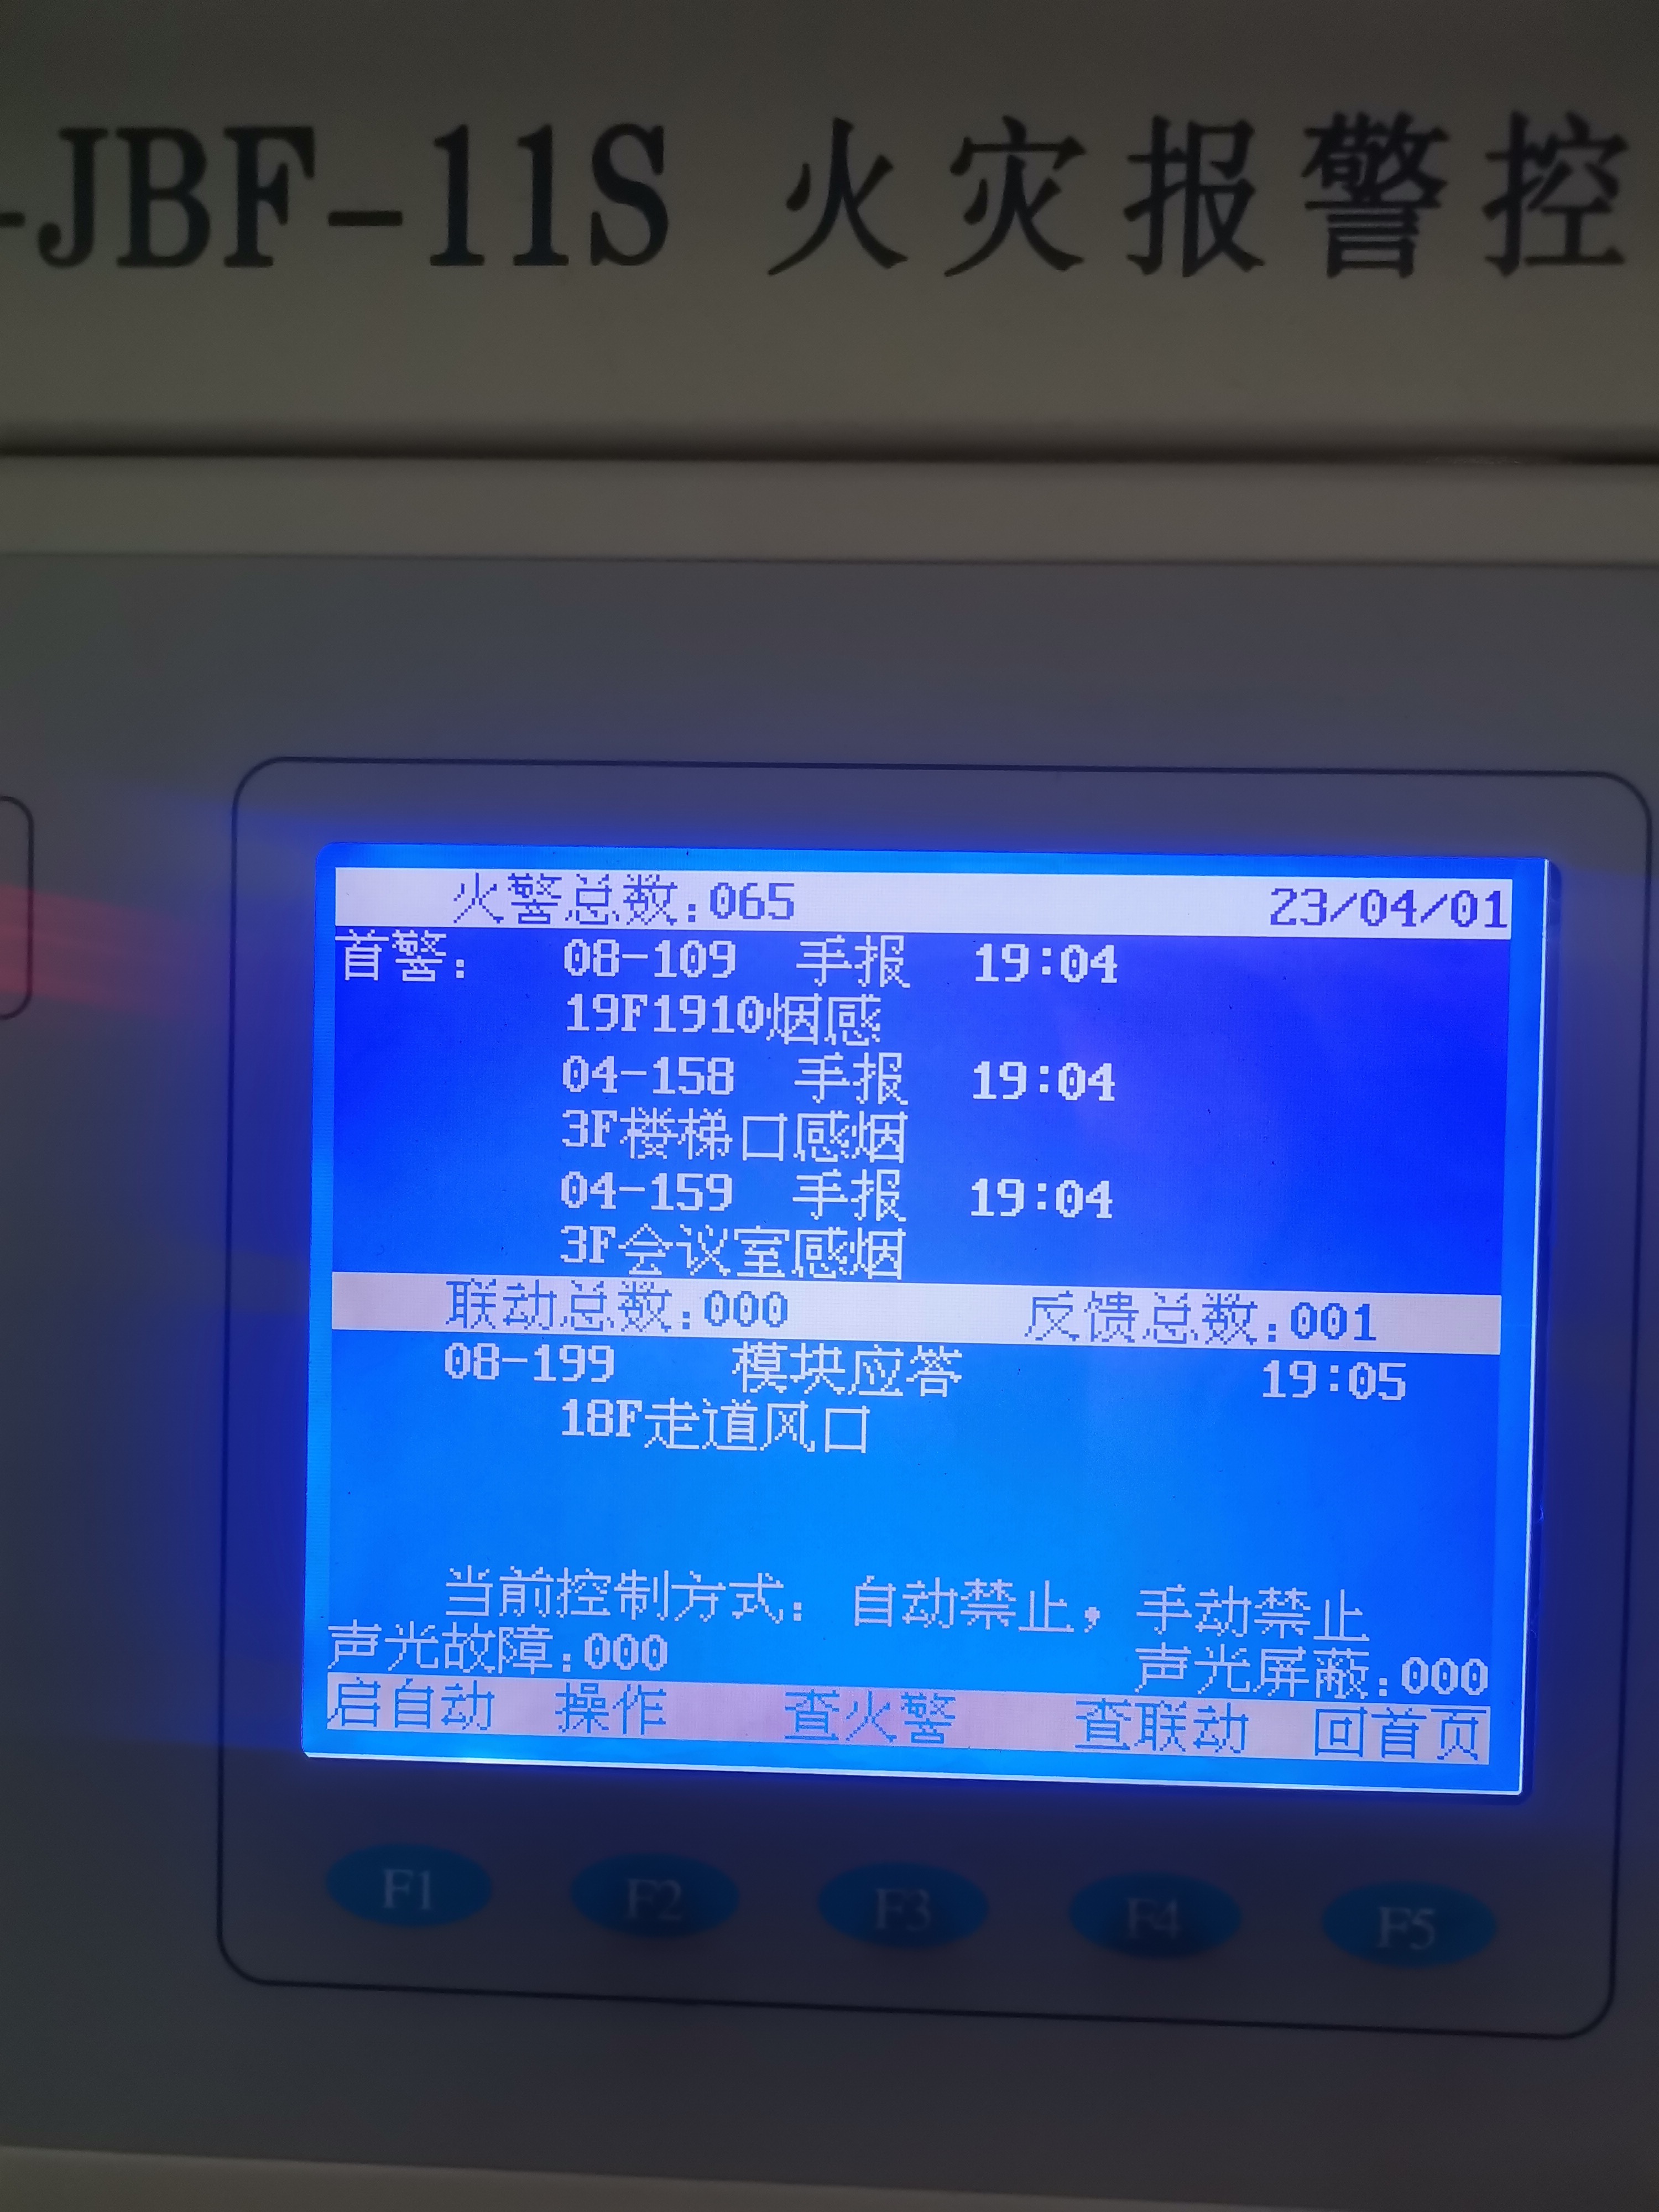 -JBF-11S 火灾报警控
火警总数:065 23/04/01
首警: 08-109 手报 19:04
19F1910烟感
04-158 手报 19:04
3F楼梯口感烟
04-159 手报 19:04
3F会议室感烟
联动总数:000 反馈总数:001
08-199 模块应答 19:05
18F走道风口
当前控制方式: 自动禁止, 手动禁止
声光故障:000 声光屏蔽:000
启自动 操作 查火警 查联动 回首页
F1 F2 F3 F4 F5